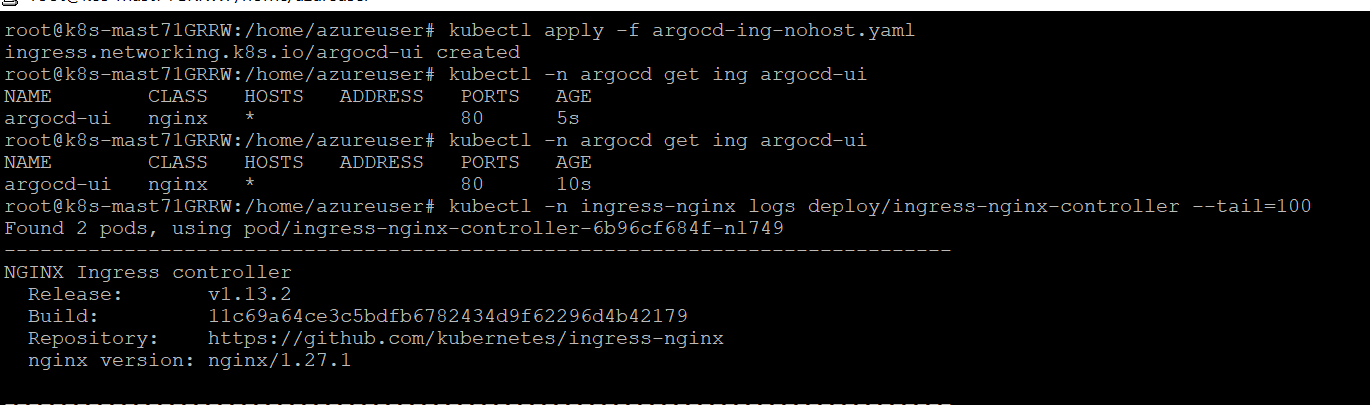 root@k8s-mast71GRRW:/home/azureuser# kubectl apply -f argocd-ing-nohost.yaml
ingress.networking.k8s.io/argocd-ui created
root@k8s-mast71GRRW:/home/azureuser# kubectl -n argocd get ing argocd-ui
NAME        CLASS   HOSTS   ADDRESS   PORTS   AGE
argocd-ui   nginx   *                 80      5s
root@k8s-mast71GRRW:/home/azureuser# kubectl -n argocd get ing argocd-ui
NAME        CLASS   HOSTS   ADDRESS   PORTS   AGE
argocd-ui   nginx   *                 80      10s
root@k8s-mast71GRRW:/home/azureuser# kubectl -n ingress-nginx logs deploy/ingress-nginx-controller --tail=100
Found 2 pods, using pod/ingress-nginx-controller-6b96cf684f-nl749
-------------------------------------------------------------------------------
NGINX Ingress controller
  Release:       v1.13.2
  Build:         11c69a64ce3c5bdfb6782434d9f62296d4b42179
  Repository:    https://github.com/kubernetes/ingress-nginx
  nginx version: nginx/1.27.1
-------------------------------------------------------------------------------